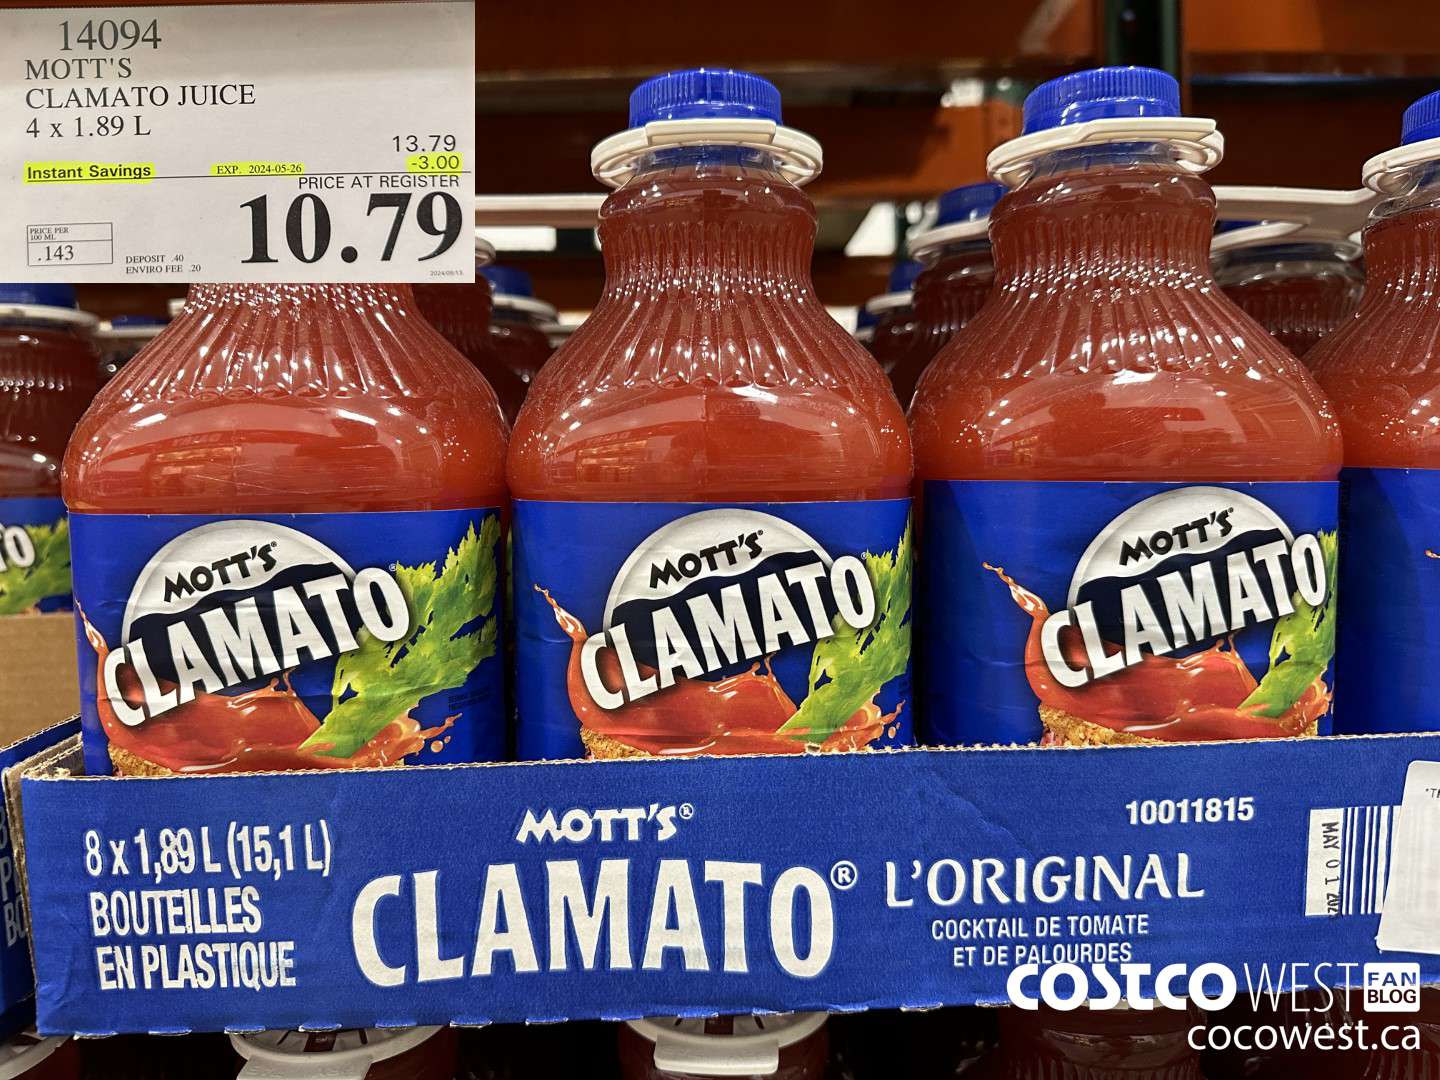 14094
MOTT'S
CLAMATO JUICE
4 x 1.89 L
13.79
Instant Savings EXP. 2024-05-26 -3.00
PRICE AT REGISTER
10.79
PRICE PER
100 ML
.143
DEPOSIT .40
ENVIRO FEE .20
MOTT'S®
CLAMATO®
MOTT'S®
CLAMATO®
MOTT'S®
CLAMATO
TO
8 x 1,89 L (15,1 L)
BOUTEILLES
EN PLASTIQUE
MOTT'S®
CLAMATO®
L'ORIGINAL
COCKTAIL DE TOMATE
ET DE PALOURDES
10011815
MAY 01
COSTCO WEST FAN BLOG
cocowest.ca